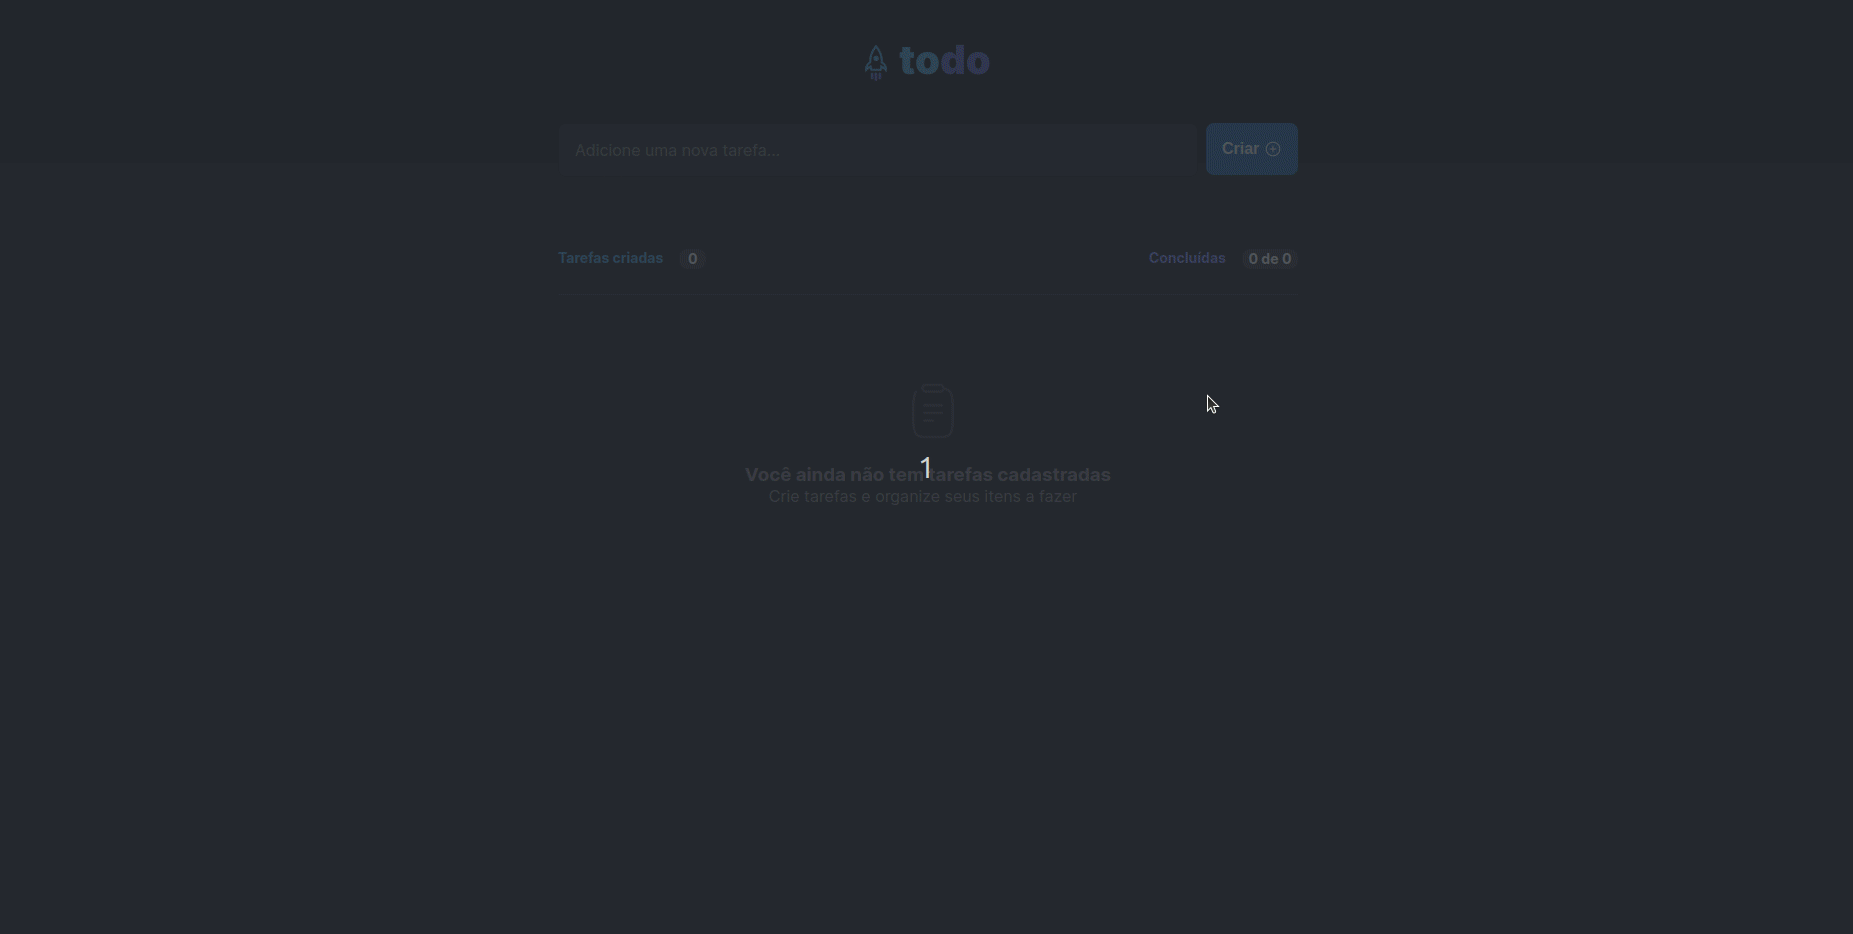 todo
Adicione uma nova tarefa...
Criar
Tarefas criadas 0
Concluídas 0 de 0
1
Você ainda não tem tarefas cadastradas
Crie tarefas e organize seus itens a fazer